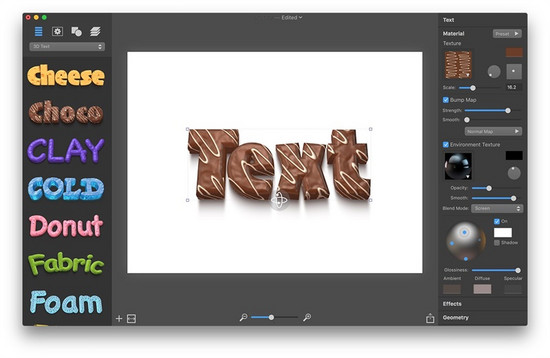 — Edited
3D Text
Cheese
Choco
CLAY
COLD
Donut
Fabric
Foam
Text
Text
Material
Preset
Texture
Scale:
16.2
Bump Map
Strength:
Smooth:
Normal Map
Environment Texture
Opacity:
Smooth:
Blend Mode:
Screen
On
Shadow
Glossiness:
Ambient
Diffuse
Specular
Effects
Geometry